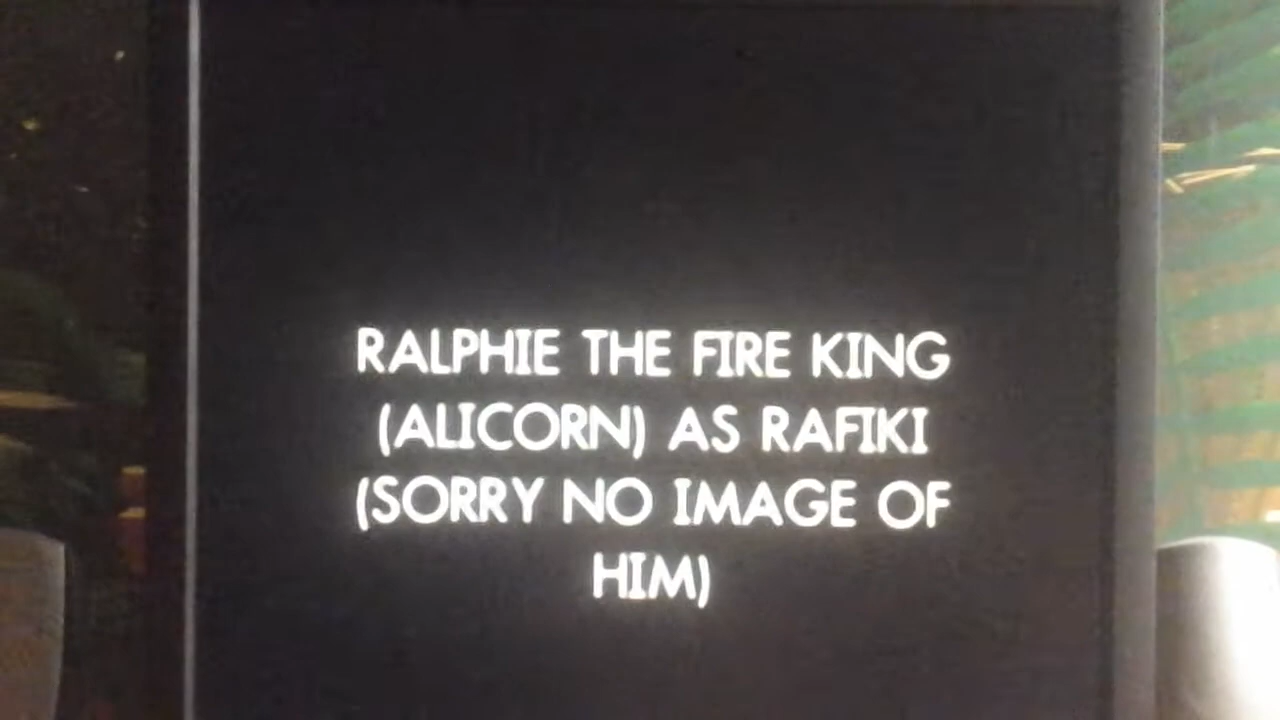 RALPHIE THE FIRE KING
(ALICORN) AS RAFIKI
(SORRY NO IMAGE OF
HIM)